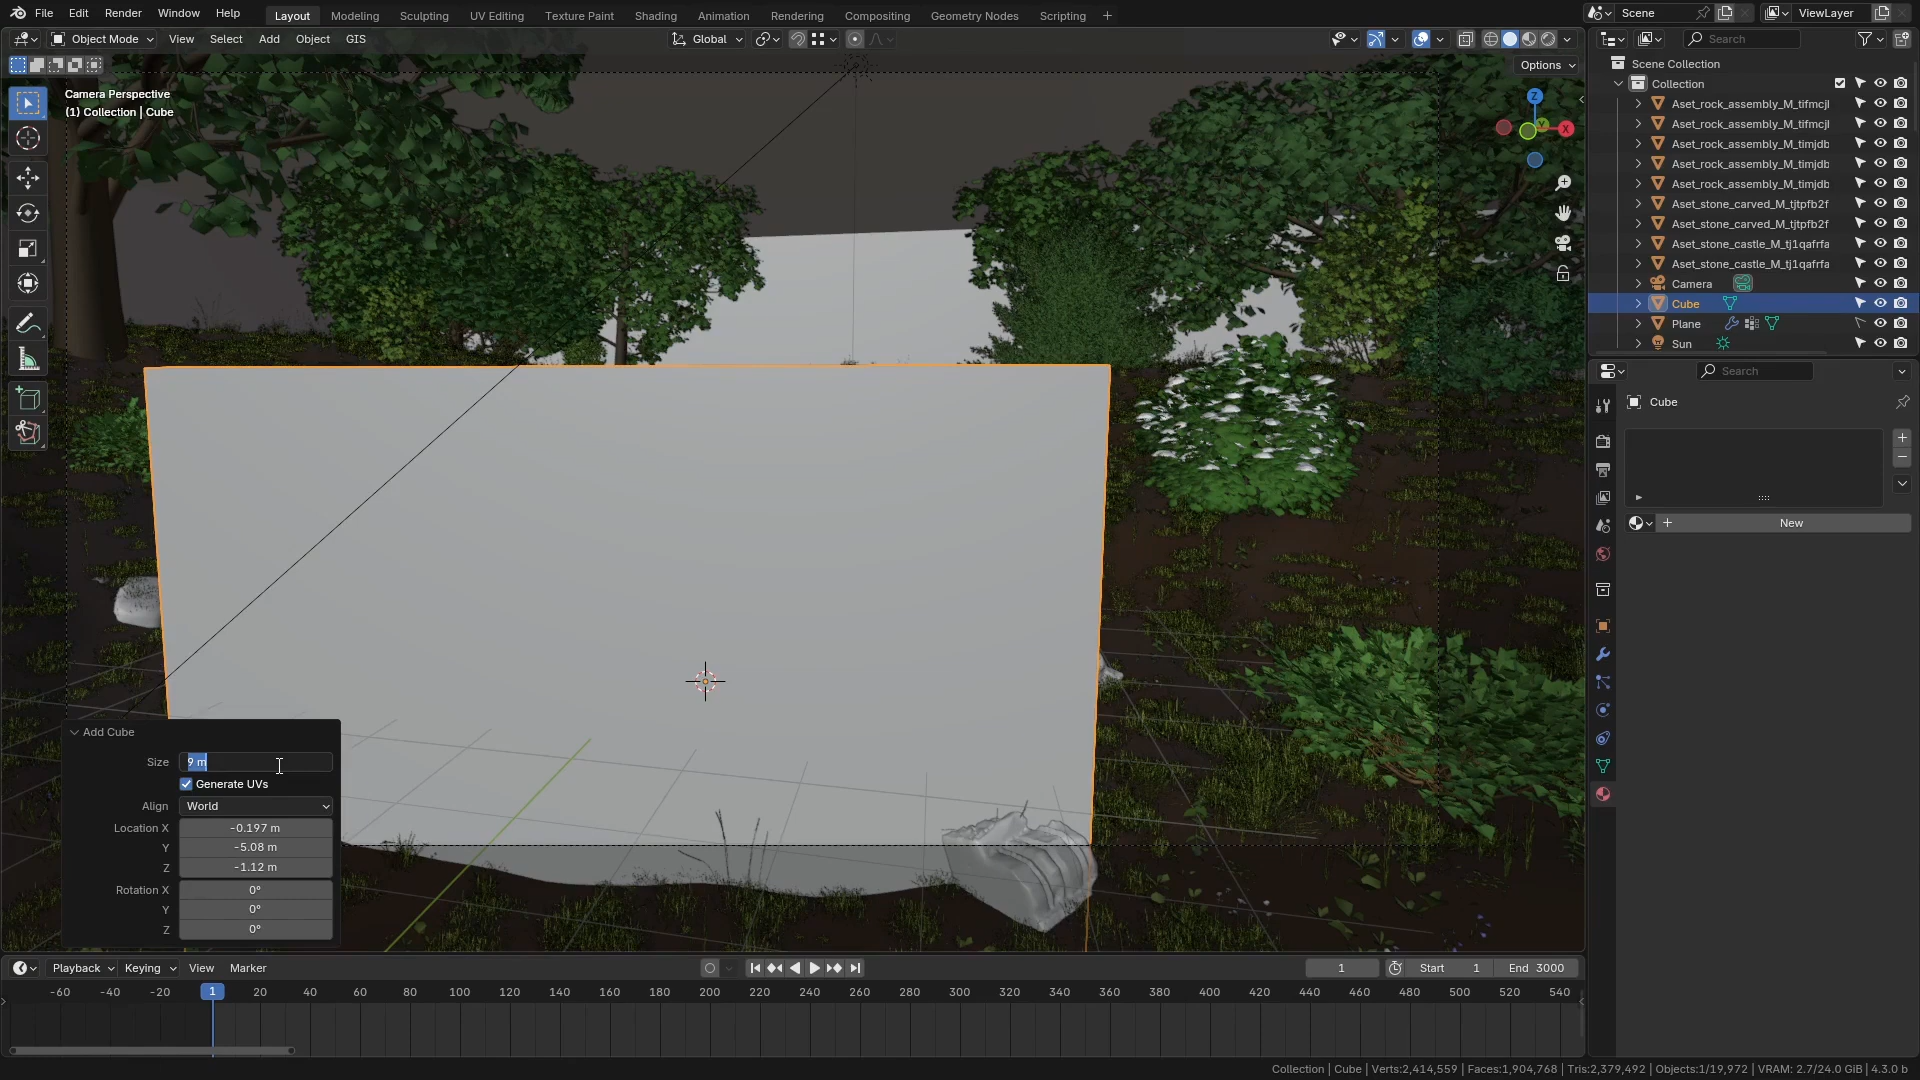 File Edit Render Window Help Layout Modeling Sculpting UV Editing Texture Paint Shading Animation Rendering Compositing Geometry Nodes Scripting + Scene ViewLayer
Object Mode View Select Add Object GIS Global Search
Options
Camera Perspective
(1) Collection | Cube
Z
Y
X
Scene Collection
Collection
Aset_rock_assembly_M_tifmcjl
Aset_rock_assembly_M_tifmcjl
Aset_rock_assembly_M_timjdb
Aset_rock_assembly_M_timjdb
Aset_rock_assembly_M_timjdb
Aset_stone_carved_M_tjtpfb2f
Aset_stone_carved_M_tjtpfb2f
Aset_stone_castle_M_tj1qafrfa
Aset_stone_castle_M_tj1qafrfa
Camera
Cube
Plane
Sun
Search
Cube
+ New
Add Cube
Size 9 m
Generate UVs
Align World
Location X -0.197 m
Y -5.08 m
Z -1.12 m
Rotation X 0°
Y 0°
Z 0°
Playback Keying View Marker 1 Start 1 End 3000
-60 -40 -20 1 20 40 60 80 100 120 140 160 180 200 220 240 260 280 300 320 340 360 380 400 420 440 460 480 500 520 540
Collection | Cube | Verts:2,414,559 | Faces:1,904,768 | Tris:2,379,492 | Objects:1/19,972 | VRAM: 2.7/24.0 GiB | 4.3.0 b